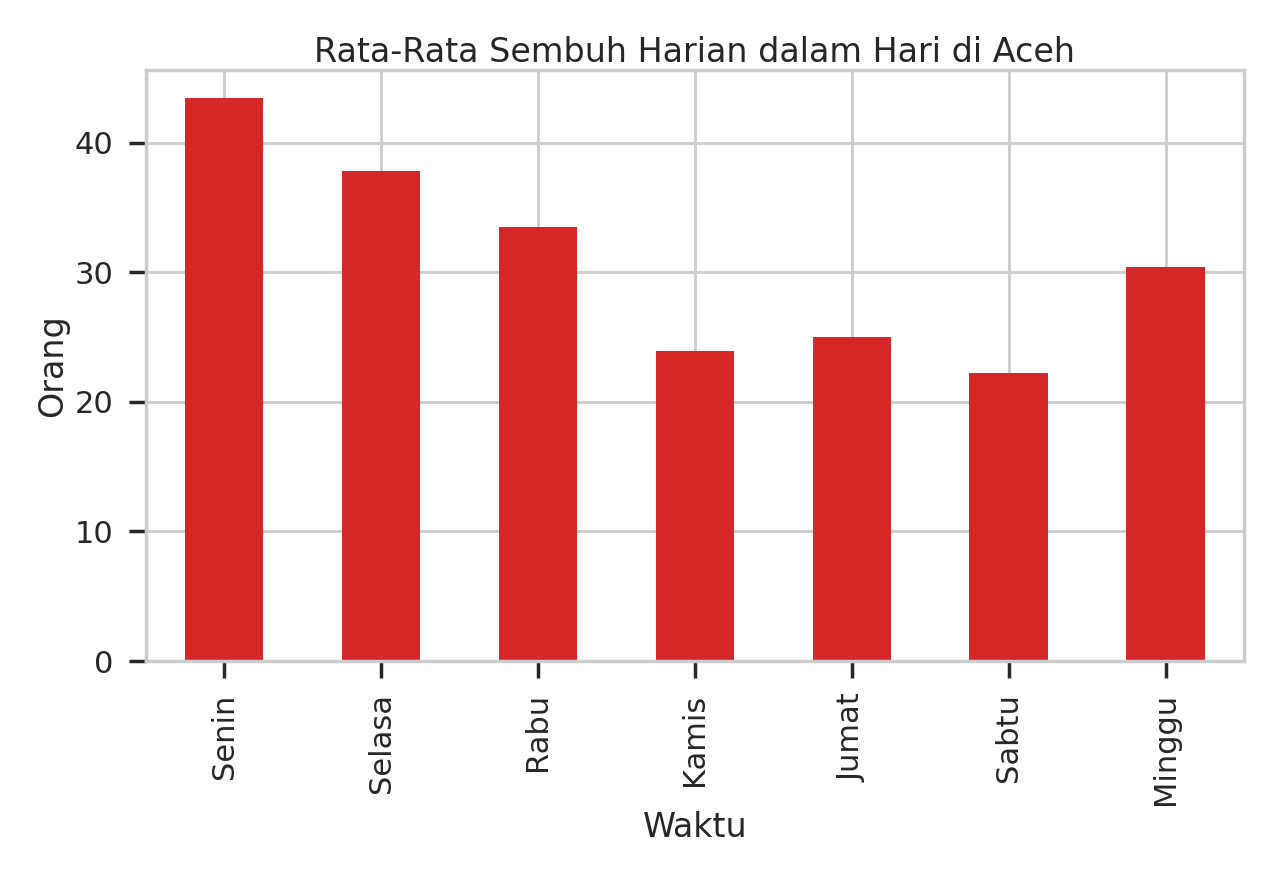 Rata-Rata Sembuh Harian dalam Hari di Aceh
Orang
40
30
20
10
0
Senin
Selasa
Rabu
Kamis
Jumat
Sabtu
Minggu
Waktu